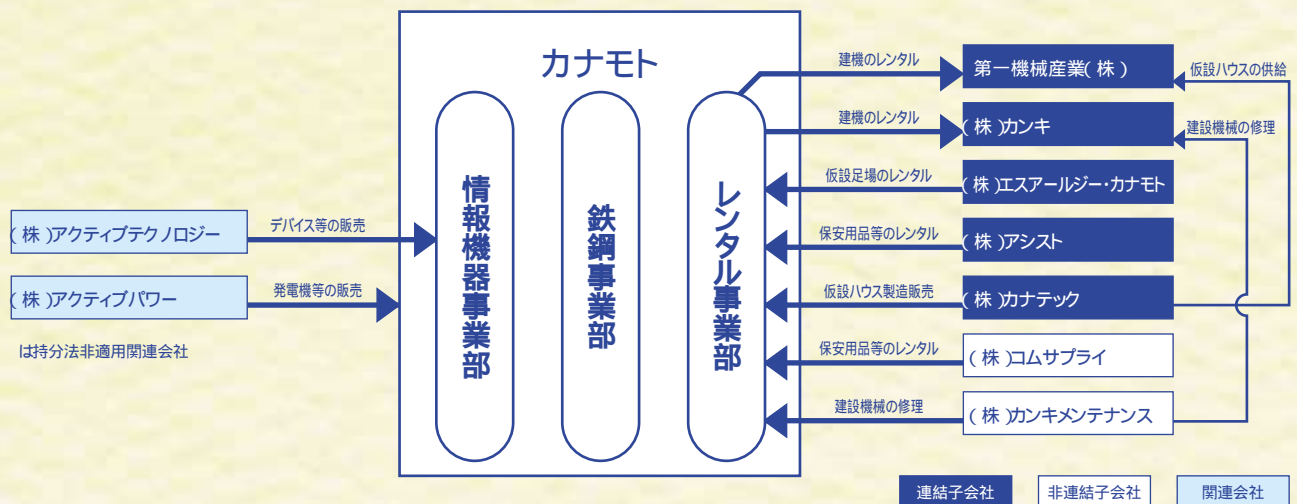 カナモト
情報機器事業部
鉄鋼事業部
レンタル事業部
(株)アクティブテクノロジー
デバイス等の販売
(株)アクティブパワー
発電機等の販売
は持分法非適用関連会社
建機のレンタル
第一機械産業(株)
仮設ハウスの供給
建機のレンタル
(株)カンキ
建設機械の修理
仮設足場のレンタル
(株)エスアールジー・カナモト
保安用品等のレンタル
(株)アシスト
仮設ハウス製造販売
(株)カナテック
保安用品等のレンタル
(株)コムサプライ
建設機械の修理
(株)カンキメンテナンス
連結子会社
非連結子会社
関連会社